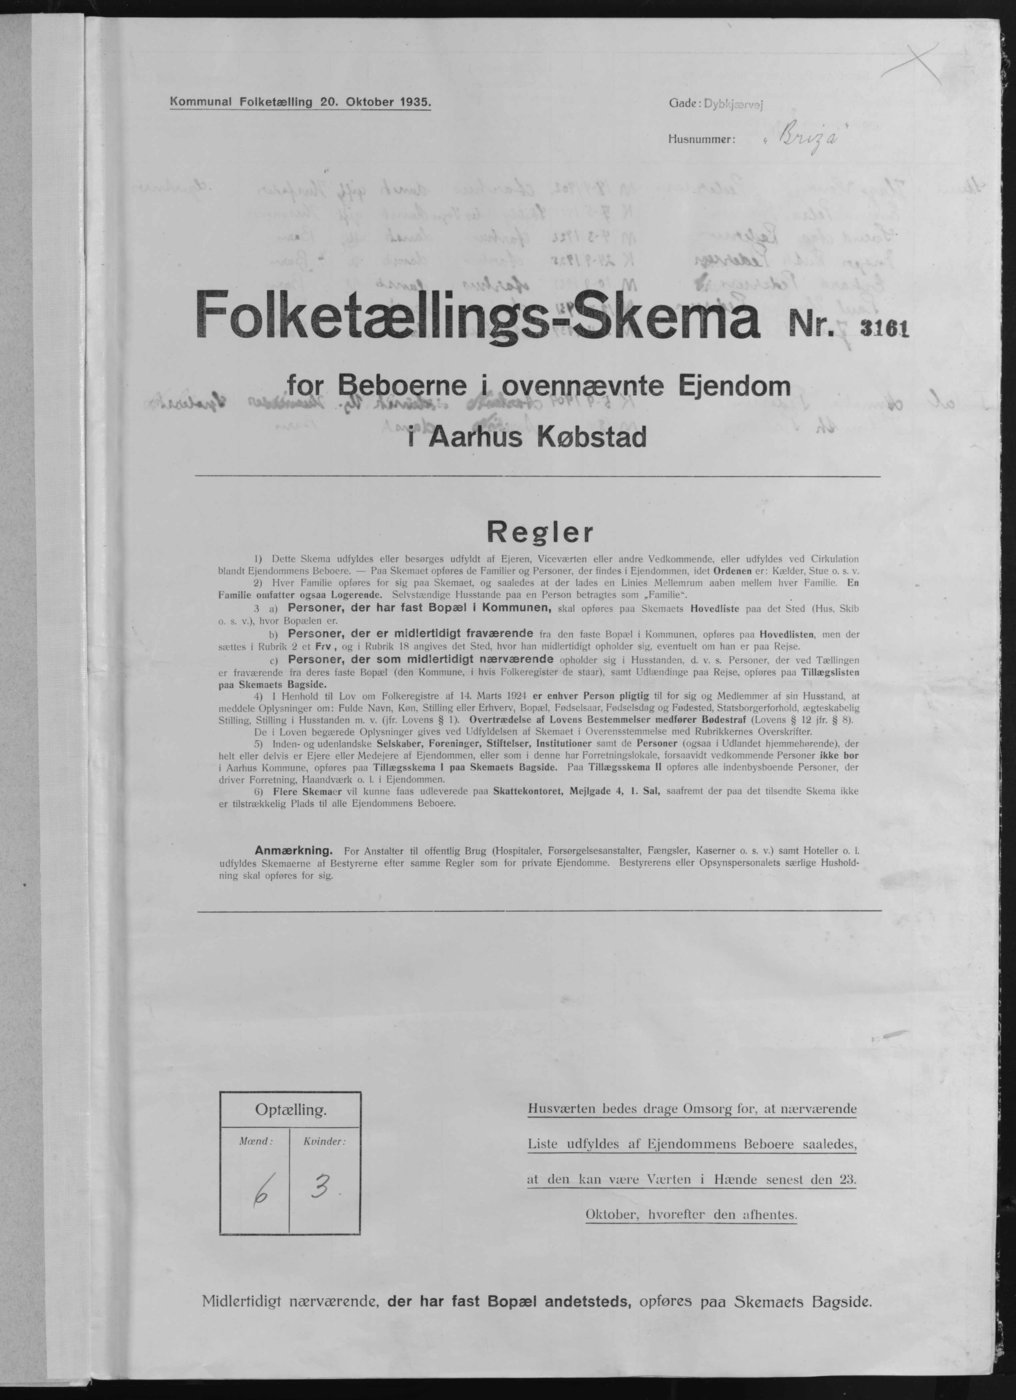 Kommunal Folketælling 20. Oktober 1935.
Gade: Dybkjærvej
Husnummer: "Briza"
Folketællings-Skema Nr. 3161
for Beboerne i ovennævnte Ejendom
i Aarhus Købstad
Regler
1) Dette Skema udfyldes eller besørges udfyldt af Ejeren, Viceværten eller andre Vedkommende, eller udfyldes ved Cirkulation
blandt Ejendommens Beboere. — Paa Skemaet opføres de Familier og Personer, der findes i Ejendommen, idet Ordenen er: Kælder, Stue o. s. v.
2) Hver Familie opføres for sig paa Skemaet, og saaledes at der lades en Linies Mellemrum aaben mellem hver Familie. En
Familie omfatter ogsaa Logerende. Selvstændige Husstande paa en Person betragtes som „Familie“.
3 a) Personer, der har fast Bopæl i Kommunen, skal opføres paa Skemaets Hovedliste paa det Sted (Hus, Skib
o. s. v.), hvor Bopælen er.
b) Personer, der er midlertidigt fraværende fra den faste Bopæl i Kommunen, opføres paa Hovedlisten, men der
sættes i Rubrik 2 et Frv, og i Rubrik 18 angives det Sted, hvor han midlertidigt opholder sig, eventuelt om han er paa Rejse.
c) Personer, der som midlertidigt nærværende opholder sig i Husstanden, d. v. s. Personer, der ved Tællingen
er fraværende fra deres faste Bopæl (den Kommune, i hvis Folkeregister de staar), samt Udlændinge paa Rejse, opføres paa Tillægslisten
paa Skemaets Bagside.
4) I Henhold til Lov om Folkeregistre af 14. Marts 1924 er enhver Person pligtig til for sig og Medlemmer af sin Husstand, at
meddele Oplysninger om: Fulde Navn, Køn, Stilling eller Erhverv, Bopæl, Fødselsaar, Fødselsdag og Fødested, Statsborgerforhold, ægteskabelig
Stilling, Stilling i Husstanden m. v. (jfr. Lovens § 1). Overtrædelse af Lovens Bestemmelser medfører Bødestraf (Lovens § 12 jfr. § 8).
De i Loven begærede Oplysninger gives ved Udfyldelsen af Skemaet i Overensstemmelse med Rubrikkernes Overskrifter.
5) Inden- og udenlandske Selskaber, Foreninger, Stiftelser, Institutioner samt de Personer (ogsaa i Udlandet hjemmehørende), der
helt eller delvis er Ejere eller Medejere af Ejendommen, eller som i denne har Forretningslokale, forsaavidt vedkommende Personer ikke bor
i Aarhus Kommune, opføres paa Tillægsskema I paa Skemaets Bagside. Paa Tillægsskema II opføres alle indenbysboende Personer, der
driver Forretning, Haandværk o. l. i Ejendommen.
6) Flere Skemaer vil kunne faas udleverede paa Skattekontoret, Mejlgade 4, 1. Sal, saafremt der paa det tilsendte Skema ikke
er tilstrækkelig Plads til alle Ejendommens Beboere.
Anmærkning. For Anstalter til offentlig Brug (Hospitaler, Forsørgelsesanstalter, Fængsler, Kaserner o. s. v.) samt Hoteller o. l.
udfyldes Skemaerne af Bestyrerne efter samme Regler som for private Ejendomme. Bestyrerens eller Opsynspersonalets særlige Hushold-
ning skal opføres for sig.
Optælling.
Mænd: Kvinder:
6 3
Husværten bedes drage Omsorg for, at nærværende
Liste udfyldes af Ejendommens Beboere saaledes,
at den kan være Værten i Hænde senest den 23.
Oktober, hvorefter den afhentes.
Midlertidigt nærværende, der har fast Bopæl andetsteds, opføres paa Skemaets Bagside.